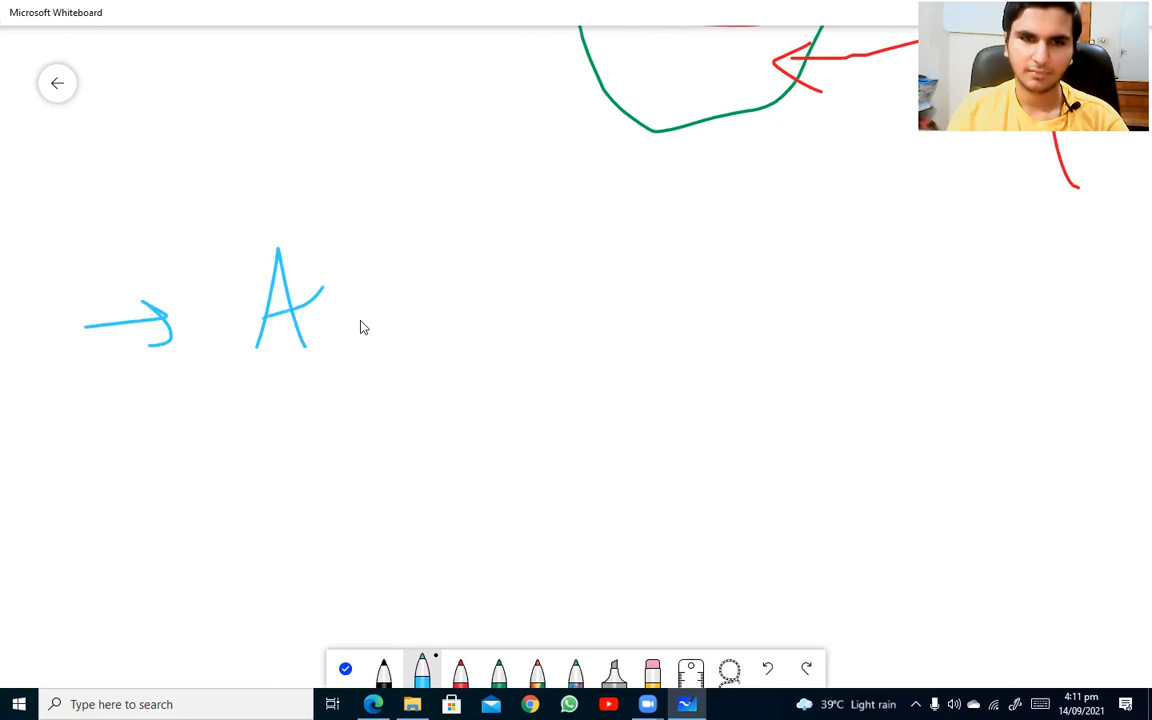 Microsoft Whiteboard
→ A
Type here to search
39°C Light rain
4:11 pm
14/09/2021